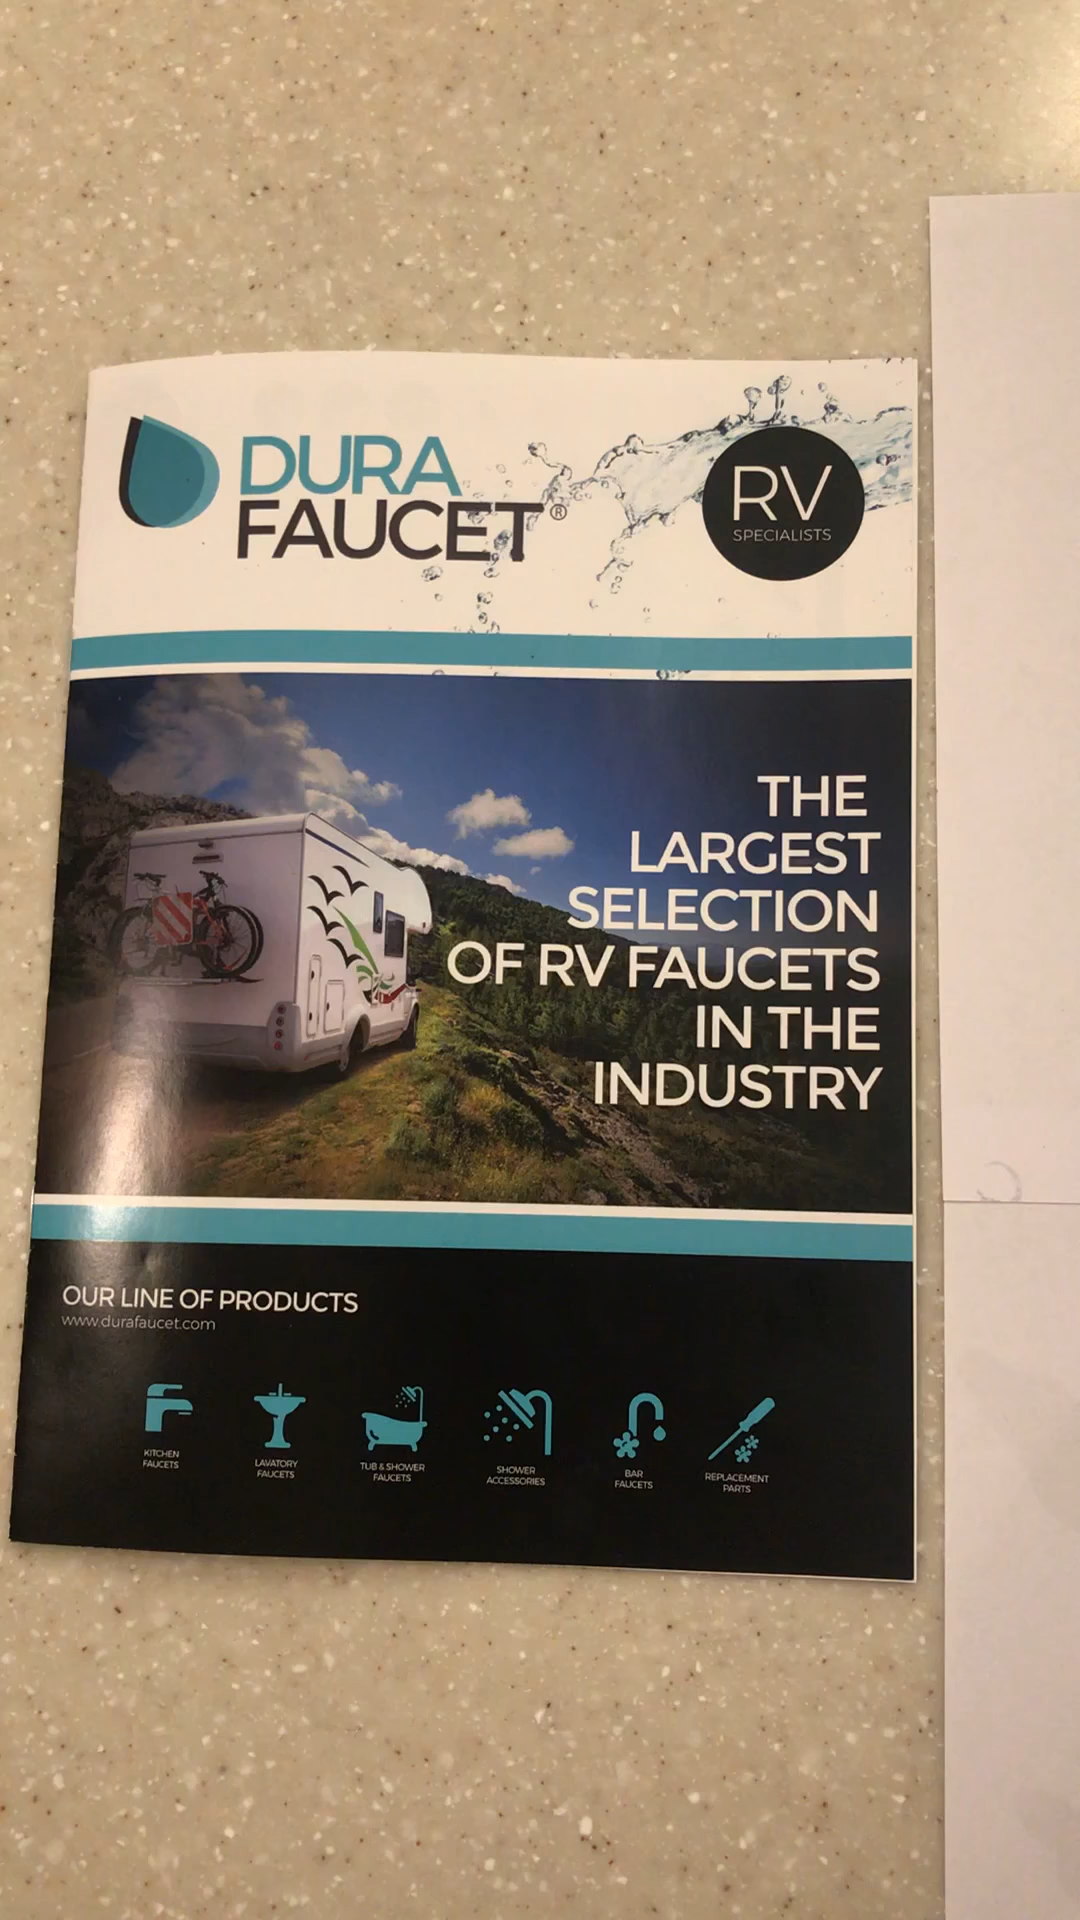 DURA
FAUCET®
RV
SPECIALISTS
THE
LARGEST
SELECTION
OF RV FAUCETS
IN THE
INDUSTRY
OUR LINE OF PRODUCTS
www.durafaucet.com
KITCHEN
FAUCETS
LAVATORY
FAUCETS
TUB & SHOWER
FAUCETS
SHOWER
ACCESSORIES
BAR
FAUCETS
REPLACEMENT
PARTS